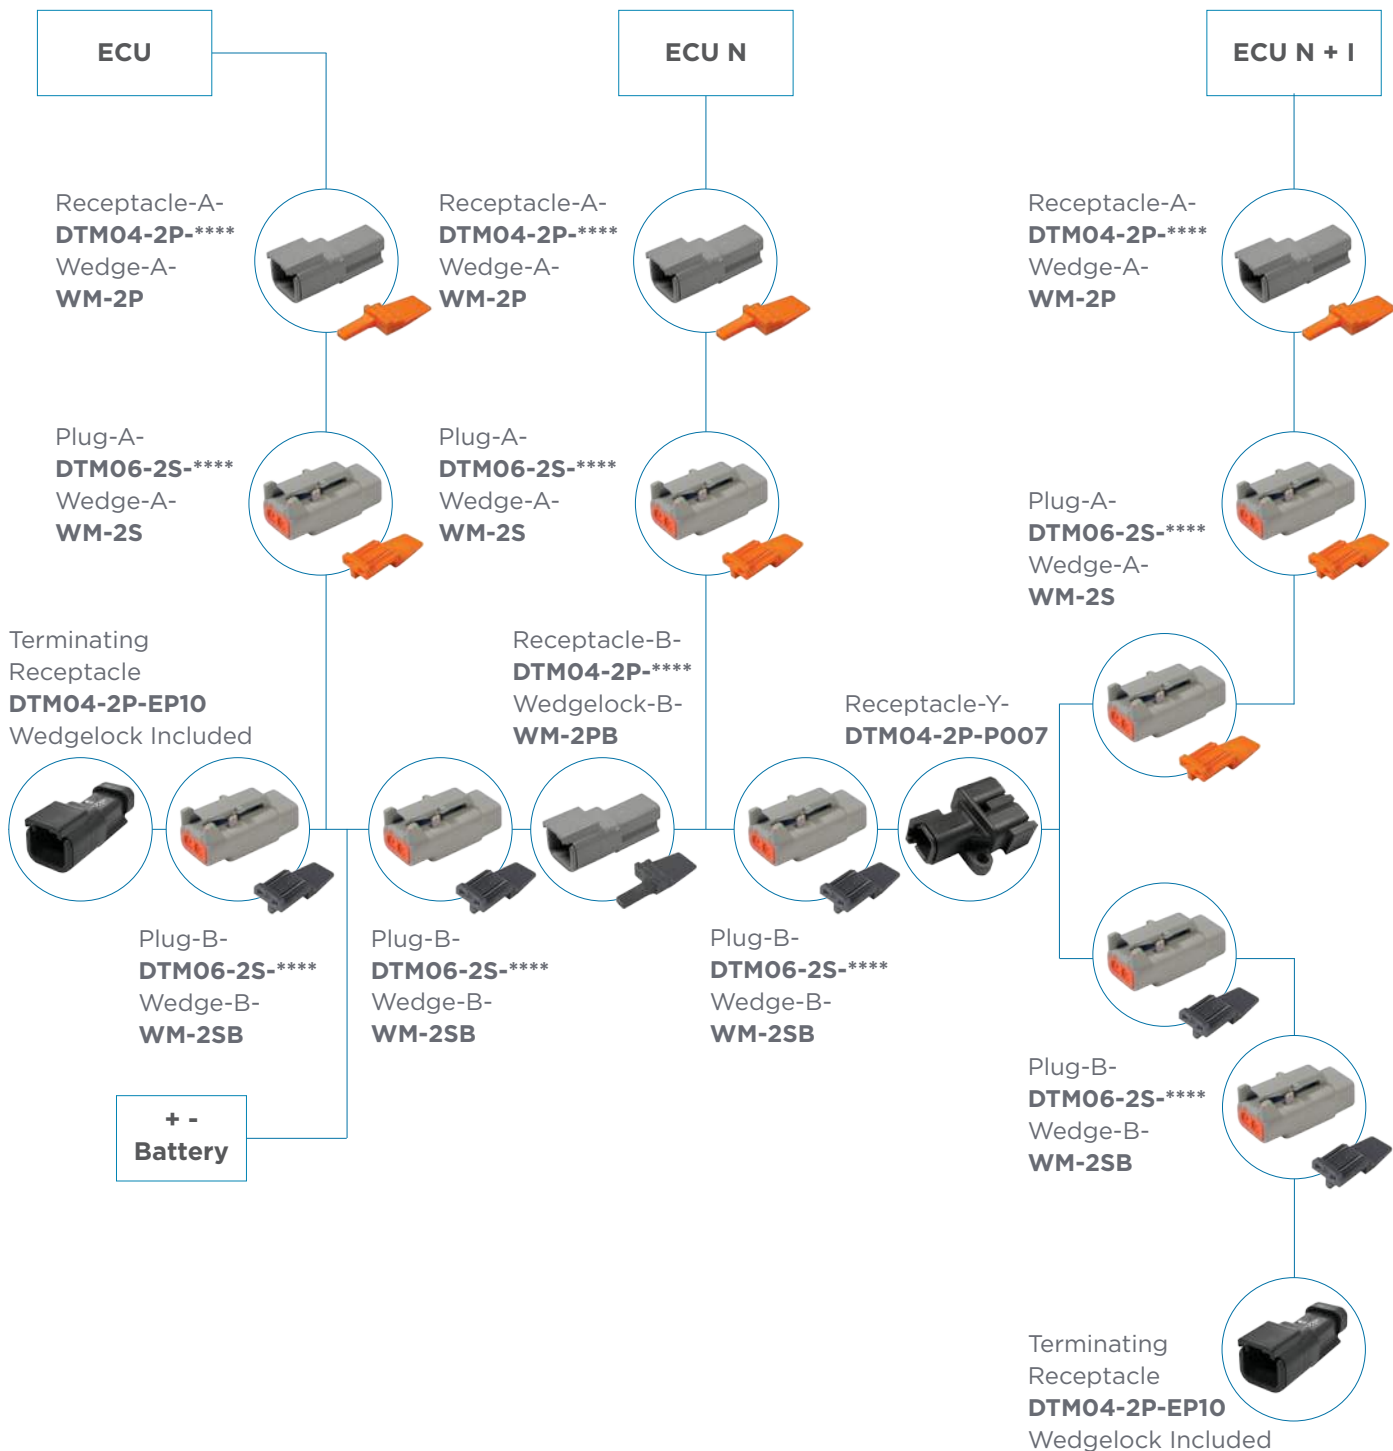 ECU
ECU N
ECU N + I
Receptacle-A-
DTM04-2P-****
Wedge-A-
WM-2P
Receptacle-A-
DTM04-2P-****
Wedge-A-
WM-2P
Receptacle-A-
DTM04-2P-****
Wedge-A-
WM-2P
Plug-A-
DTM06-2S-****
Wedge-A-
WM-2S
Plug-A-
DTM06-2S-****
Wedge-A-
WM-2S
Plug-A-
DTM06-2S-****
Wedge-A-
WM-2S
Terminating
Receptacle
DTM04-2P-EP10
Wedgelock Included
Receptacle-B-
DTM04-2P-****
Wedgelock-B-
WM-2PB
Receptacle-Y-
DTM04-2P-P007
Plug-B-
DTM06-2S-****
Wedge-B-
WM-2SB
Plug-B-
DTM06-2S-****
Wedge-B-
WM-2SB
Plug-B-
DTM06-2S-****
Wedge-B-
WM-2SB
Plug-B-
DTM06-2S-****
Wedge-B-
WM-2SB
+ -
Battery
Terminating
Receptacle
DTM04-2P-EP10
Wedgelock Included